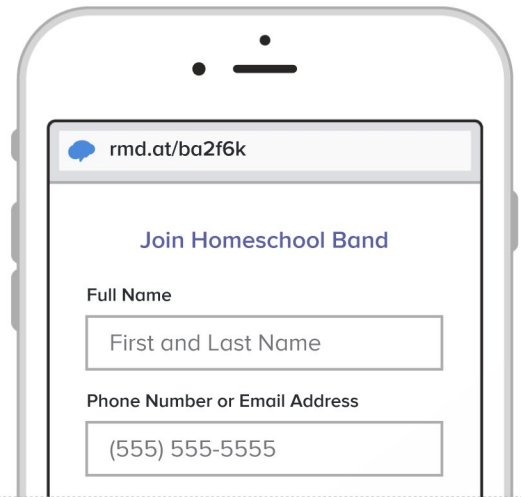 rmd.at/ba2f6k
Join Homeschool Band
Full Name
First and Last Name
Phone Number or Email Address
(555) 555-5555